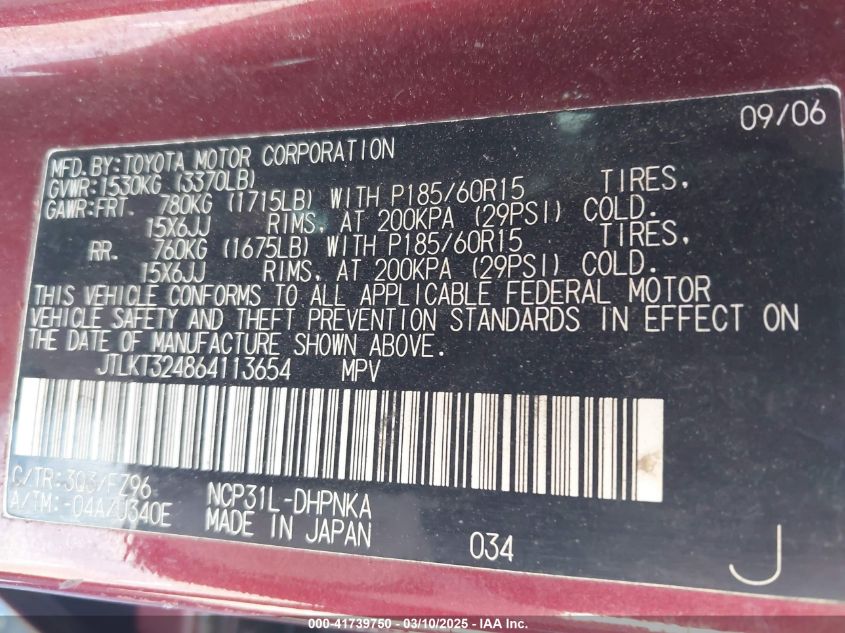 09/06
MFD.BY:TOYOTA MOTOR CORPORATION
GVWR:1530KG (3370LB)
GAWR:FRT. 780KG (1715LB) WITH P185/60R15 TIRES,
15X6JJ RIMS, AT 200KPA (29PSI) COLD.
RR. 760KG (1675LB) WITH P185/60R15 TIRES,
15X6JJ RIMS, AT 200KPA (29PSI) COLD.
THIS VEHICLE CONFORMS TO ALL APPLICABLE FEDERAL MOTOR
VEHICLE SAFETY AND THEFT PREVENTION STANDARDS IN EFFECT ON
THE DATE OF MANUFACTURE SHOWN ABOVE.
JTLKT324864113654 MPV
C/TR:3Q3/FZ96 NCP31L-DHPNKA
A/TM:-04A/U340E MADE IN JAPAN 034 J
000-41739750 — 03/10/2025 — IAA Inc.